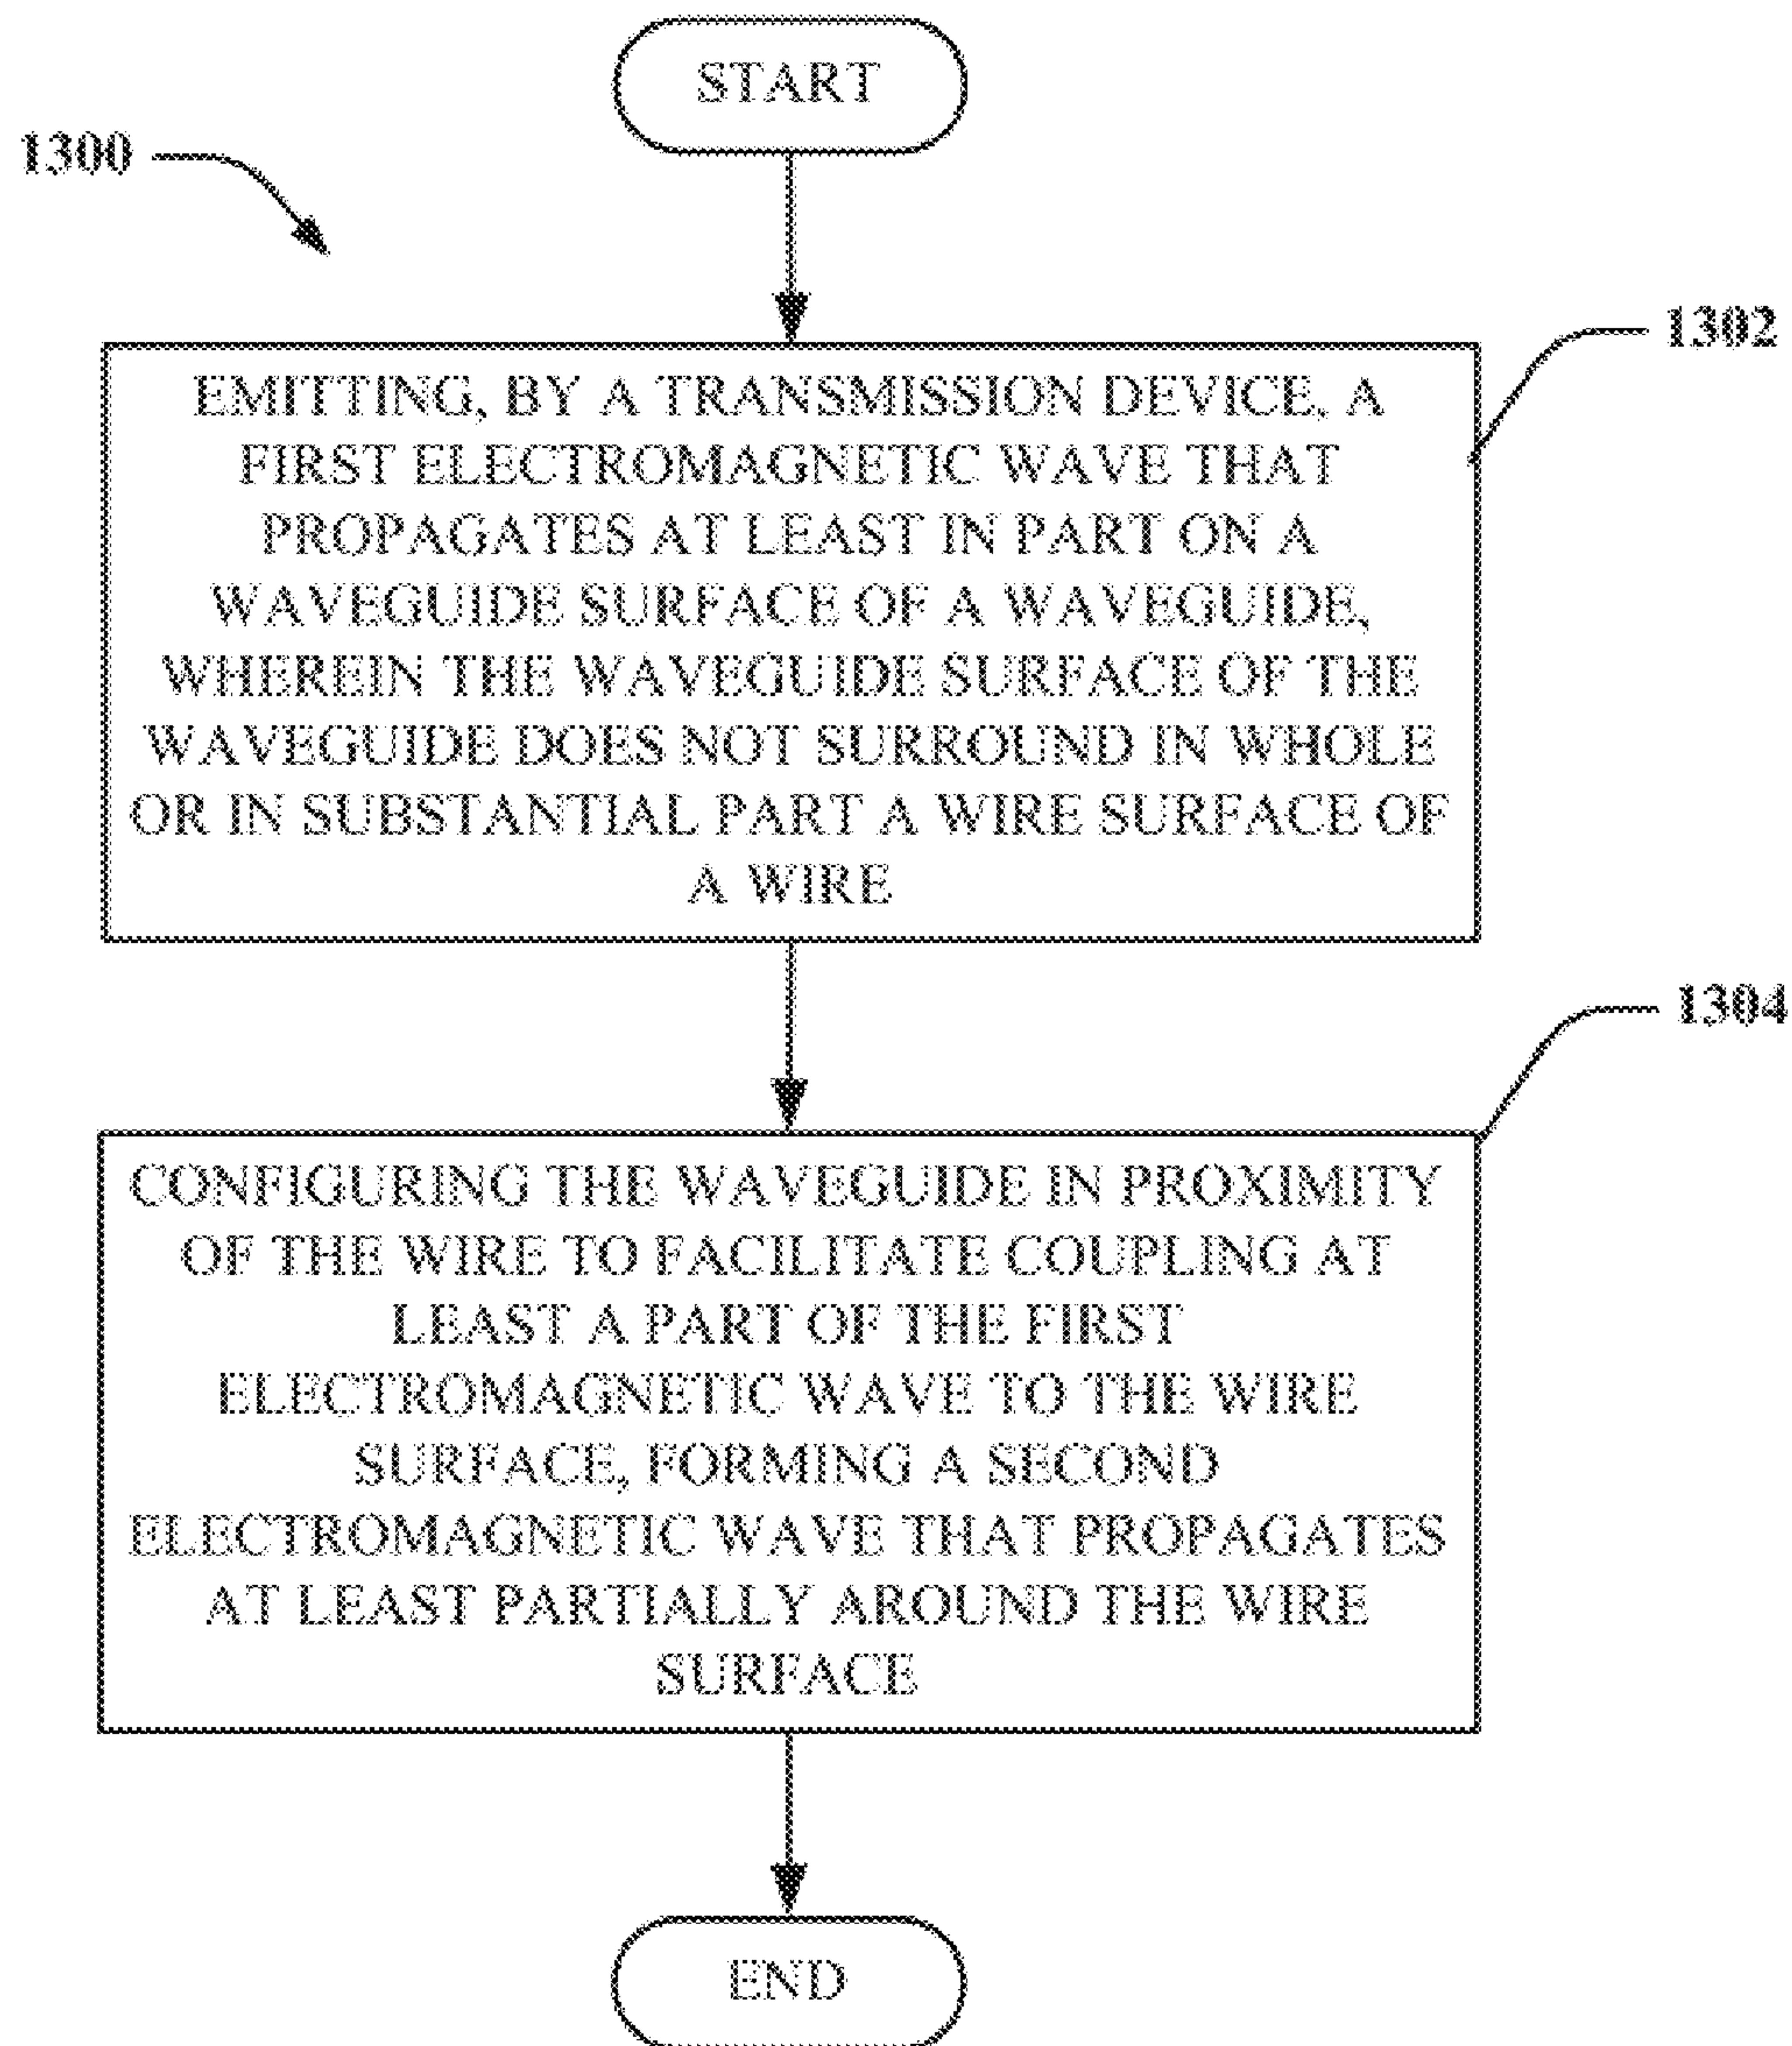 START
1300
1302
EMITTING, BY A TRANSMISSION DEVICE, A
FIRST ELECTROMAGNETIC WAVE THAT
PROPAGATES AT LEAST IN PART ON A
WAVEGUIDE SURFACE OF A WAVEGUIDE,
WHEREIN THE WAVEGUIDE SURFACE OF THE
WAVEGUIDE DOES NOT SURROUND IN WHOLE
OR IN SUBSTANTIAL PART A WIRE SURFACE OF
A WIRE
1304
CONFIGURING THE WAVEGUIDE IN PROXIMITY
OF THE WIRE TO FACILITATE COUPLING AT
LEAST A PART OF THE FIRST
ELECTROMAGNETIC WAVE TO THE WIRE
SURFACE, FORMING A SECOND
ELECTROMAGNETIC WAVE THAT PROPAGATES
AT LEAST PARTIALLY AROUND THE WIRE
SURFACE
END